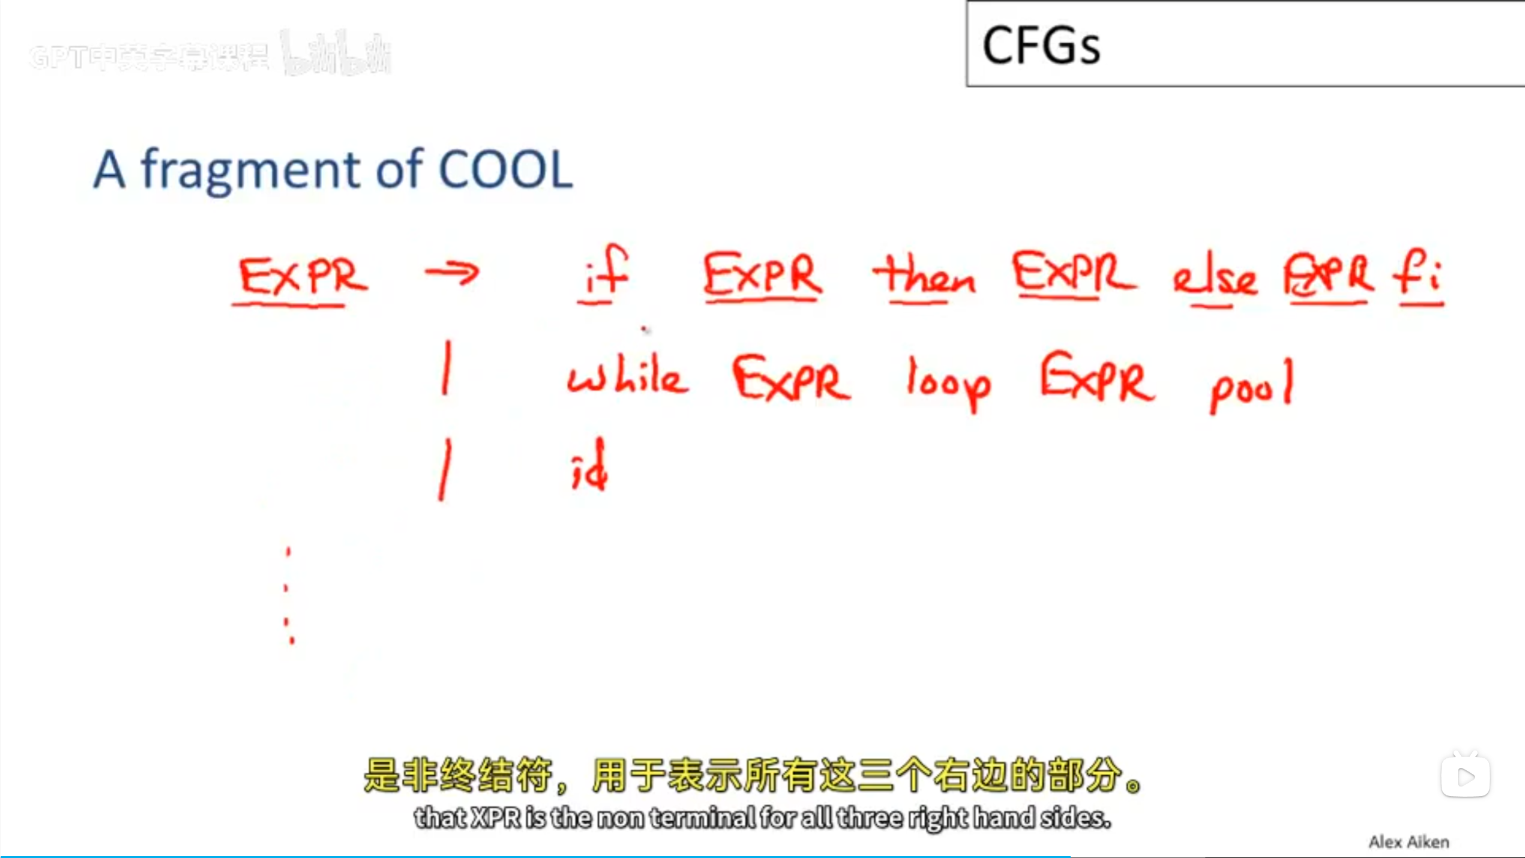 GPT中英字幕课程 bilibili
CFGs
A fragment of COOL
EXPR → if EXPR then EXPR else EXPR fi
| while EXPR loop EXPR pool
| id
是非终结符，用于表示所有这三个右边的部分。
that XPR is the non terminal for all three right hand sides.
Alex Aiken